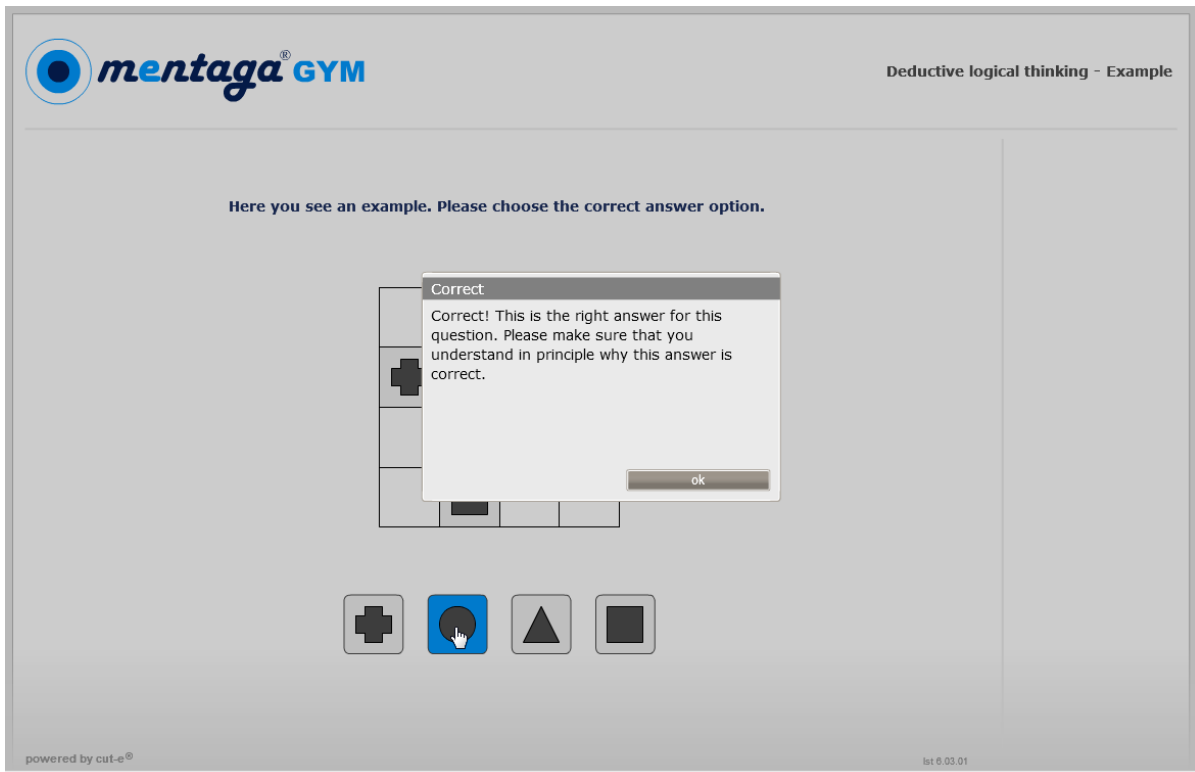 mentaga® GYM
Deductive logical thinking - Example
Here you see an example. Please choose the correct answer option.
Correct
Correct! This is the right answer for this
question. Please make sure that you
understand in principle why this answer is
correct.
ok
powered by cut-e®
lst 6.03.01